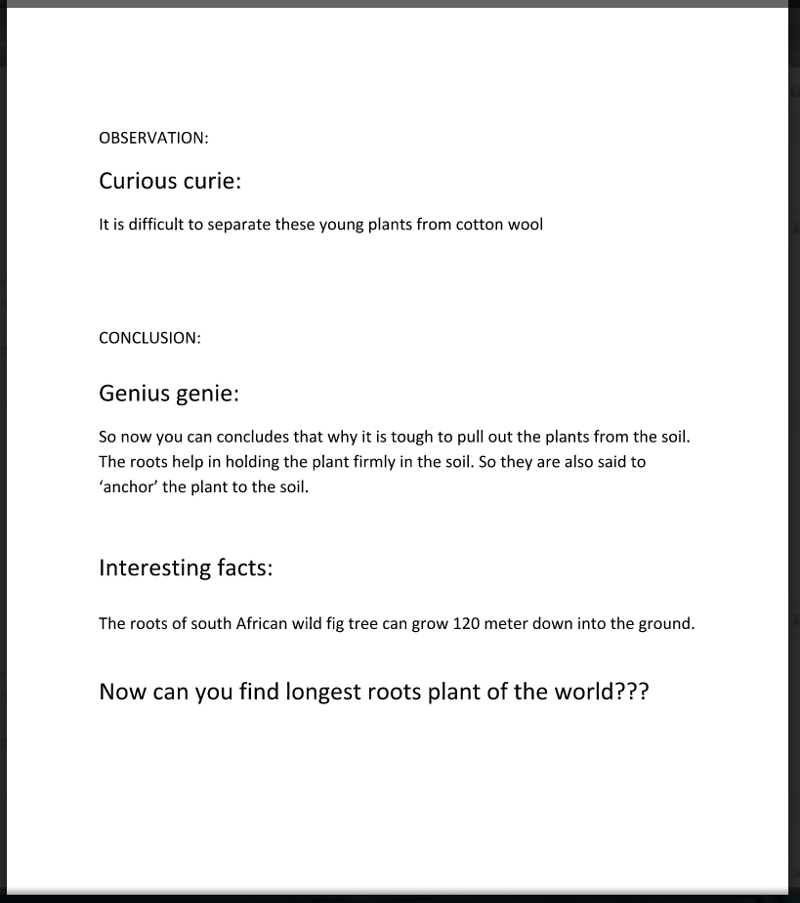 OBSERVATION:
Curious curie:
It is difficult to separate these young plants from cotton wool
CONCLUSION:
Genius genie:
So now you can concludes that why it is tough to pull out the plants from the soil.
The roots help in holding the plant firmly in the soil. So they are also said to
‘anchor’ the plant to the soil.
Interesting facts:
The roots of south African wild fig tree can grow 120 meter down into the ground.
Now can you find longest roots plant of the world???